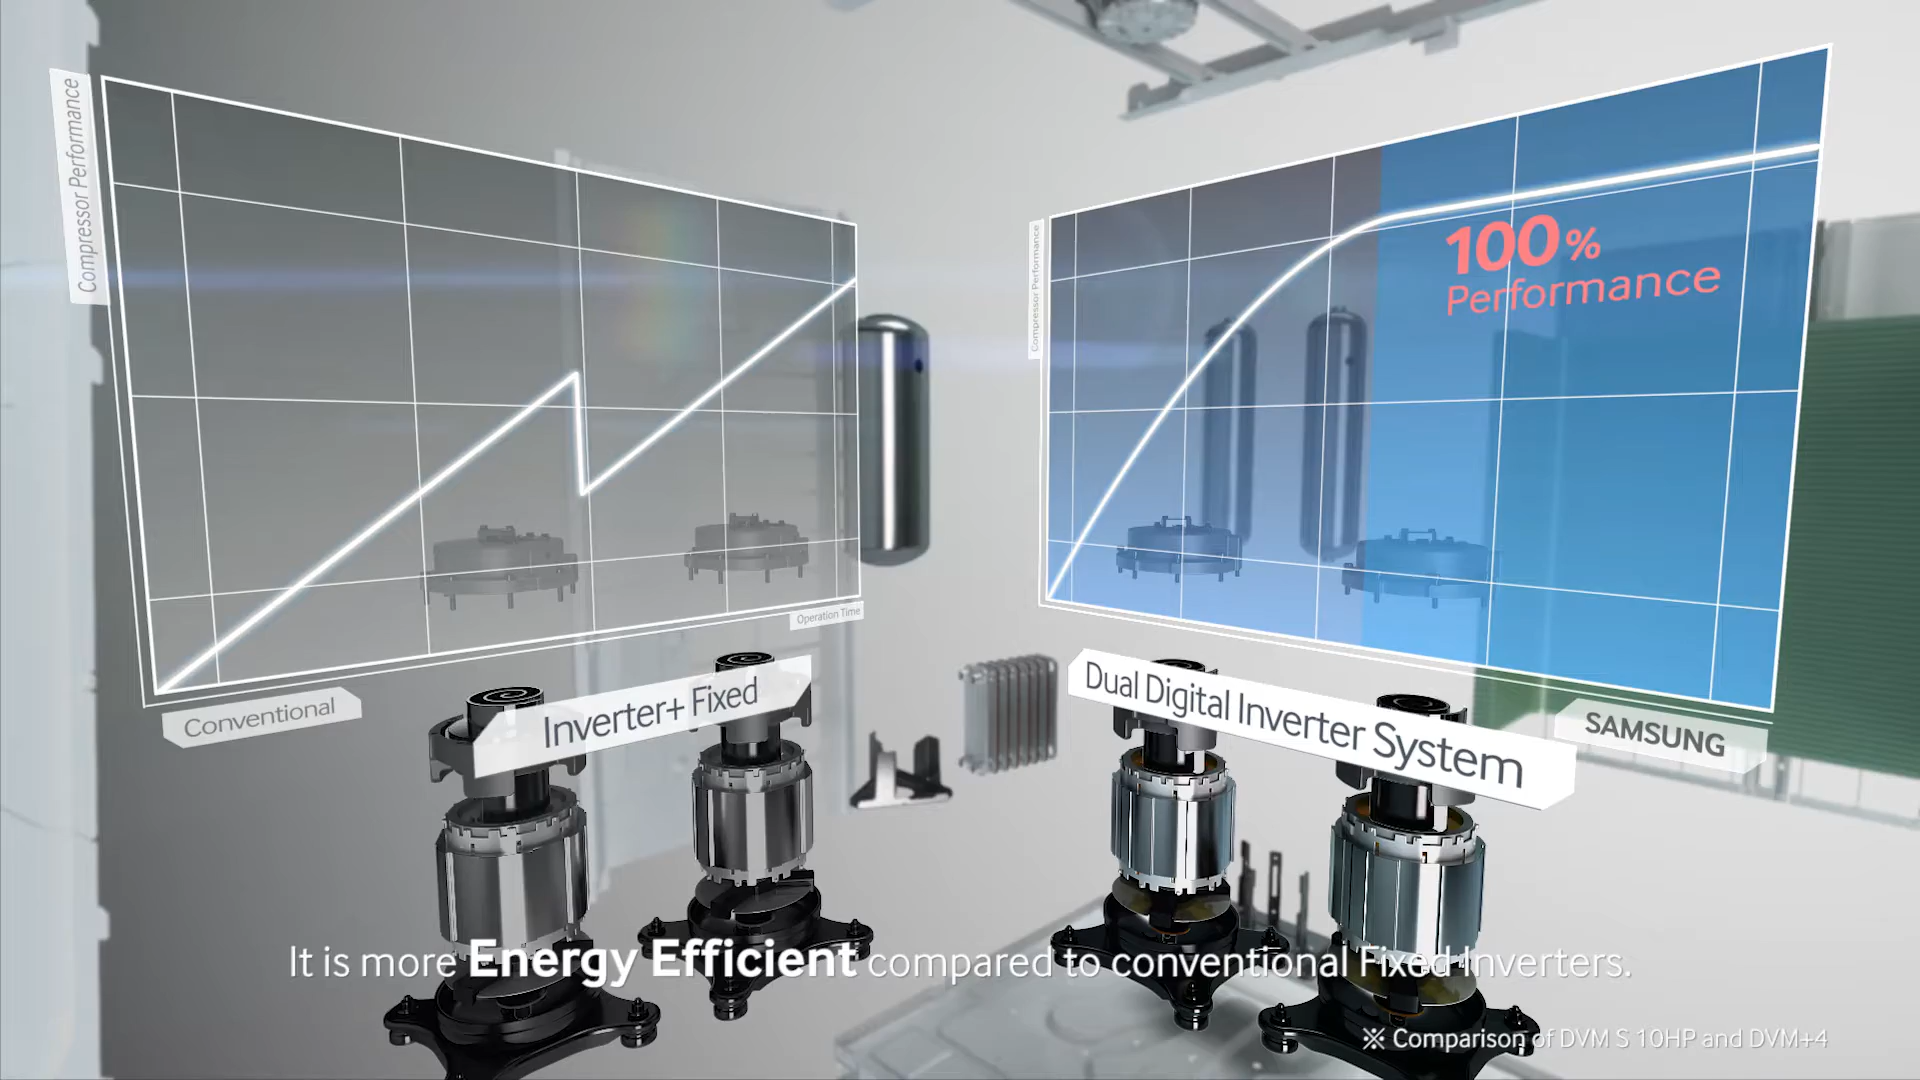 Compressor Performance
Operation Time
Conventional
Inverter+ Fixed
Compressor Performance
100%
Performance
Dual Digital Inverter System
SAMSUNG
It is more Energy Efficient compared to conventional Fixed Inverters.
※ Comparison of DVM S 10HP and DVM+4